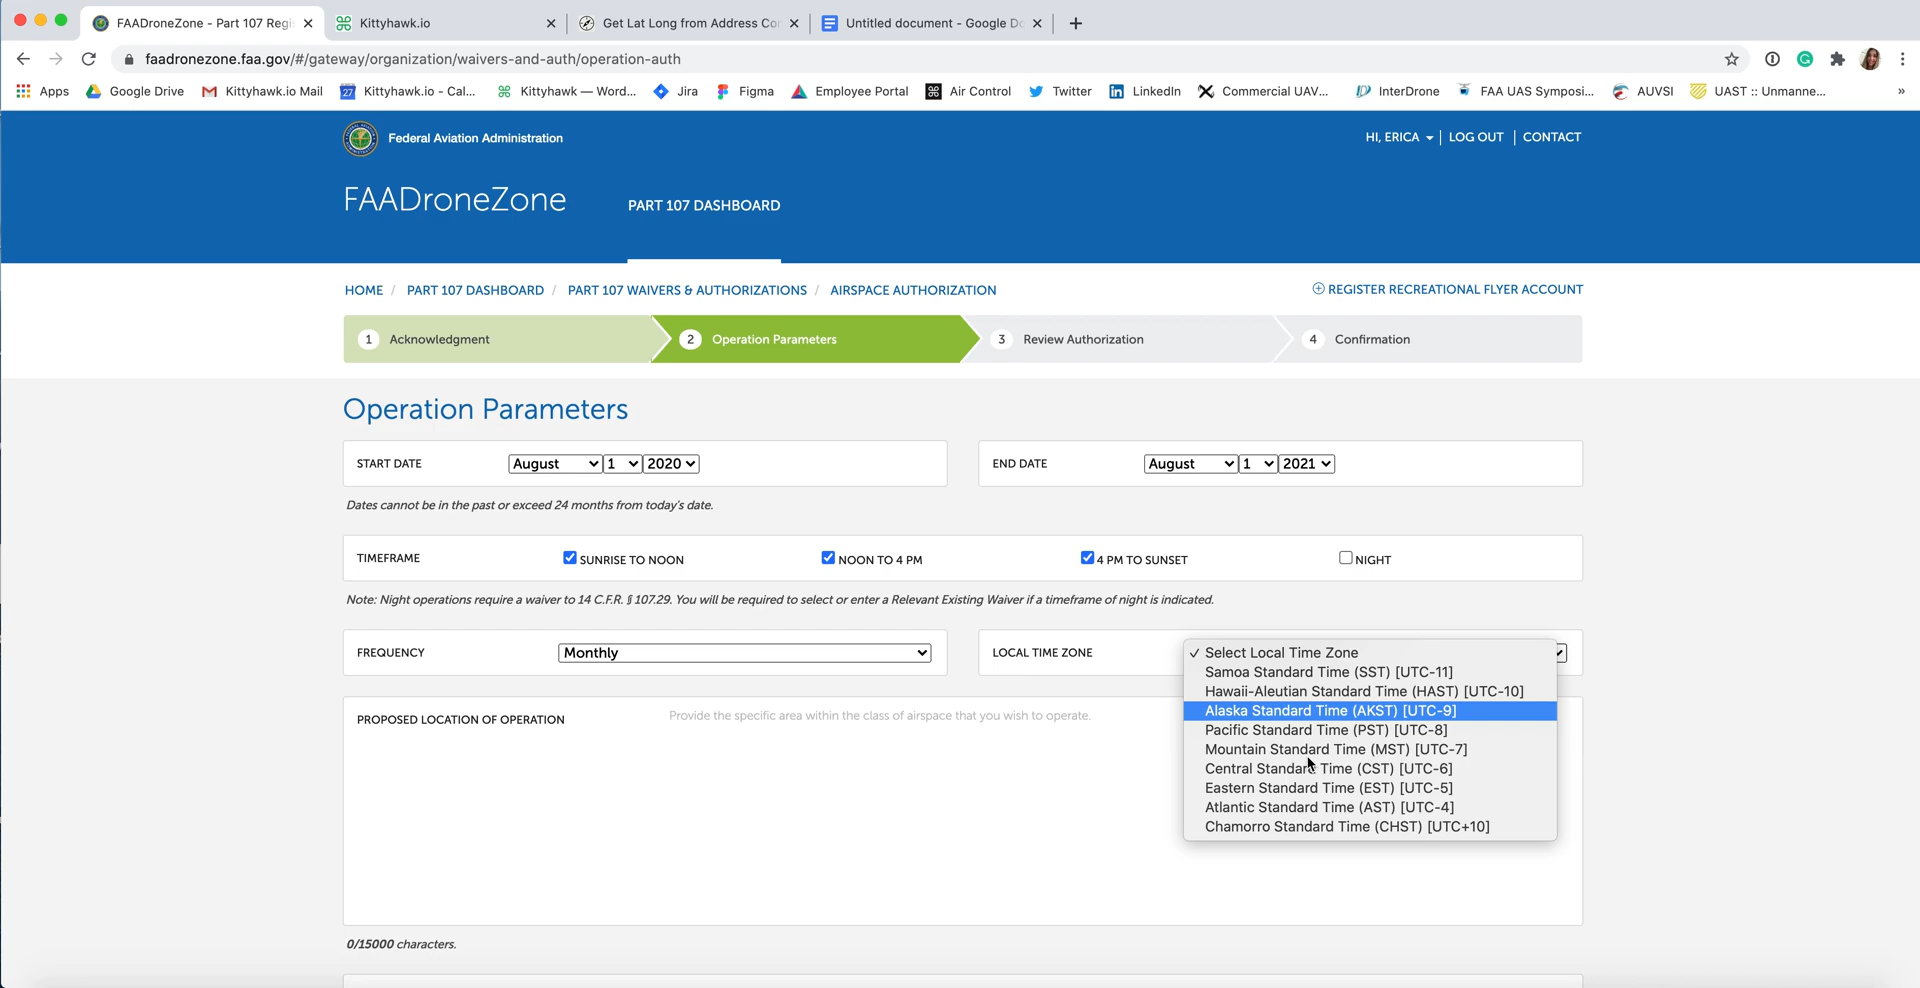 FAADroneZone - Part 107 Regi
Kittyhawk.io
Get Lat Long from Address Co
Untitled document - Google Do
faadronezone.faa.gov/#/gateway/organization/waivers-and-auth/operation-auth
Apps
Google Drive
Kittyhawk.io Mail
27
Kittyhawk.io - Cal...
Kittyhawk — Word...
Jira
Figma
Employee Portal
Air Control
Twitter
LinkedIn
Commercial UAV...
InterDrone
FAA UAS Symposi...
AUVSI
UAST :: Unmanne...
»
Federal Aviation Administration
HI, ERICA
LOG OUT
CONTACT
FAADroneZone
PART 107 DASHBOARD
HOME / PART 107 DASHBOARD / PART 107 WAIVERS & AUTHORIZATIONS / AIRSPACE AUTHORIZATION
REGISTER RECREATIONAL FLYER ACCOUNT
1 Acknowledgment
2 Operation Parameters
3 Review Authorization
4 Confirmation
Operation Parameters
START DATE
August 1 2020
END DATE
August 1 2021
Dates cannot be in the past or exceed 24 months from today's date.
TIMEFRAME
SUNRISE TO NOON
NOON TO 4 PM
4 PM TO SUNSET
NIGHT
Note: Night operations require a waiver to 14 C.F.R. § 107.29. You will be required to select or enter a Relevant Existing Waiver if a timeframe of night is indicated.
FREQUENCY
Monthly
LOCAL TIME ZONE
✓ Select Local Time Zone
Samoa Standard Time (SST) [UTC-11]
Hawaii-Aleutian Standard Time (HAST) [UTC-10]
Alaska Standard Time (AKST) [UTC-9]
Pacific Standard Time (PST) [UTC-8]
Mountain Standard Time (MST) [UTC-7]
Central Standard Time (CST) [UTC-6]
Eastern Standard Time (EST) [UTC-5]
Atlantic Standard Time (AST) [UTC-4]
Chamorro Standard Time (CHST) [UTC+10]
PROPOSED LOCATION OF OPERATION
Provide the specific area within the class of airspace that you wish to operate.
0/15000 characters.